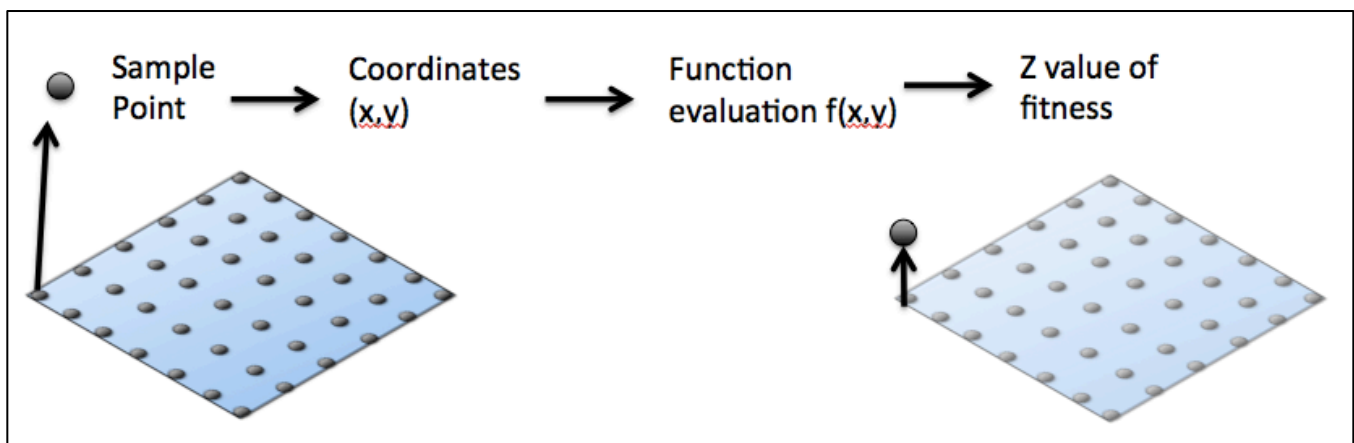 Sample
Point
Coordinates
(x,y)
Function
evaluation f(x,y)
Z value of
fitness